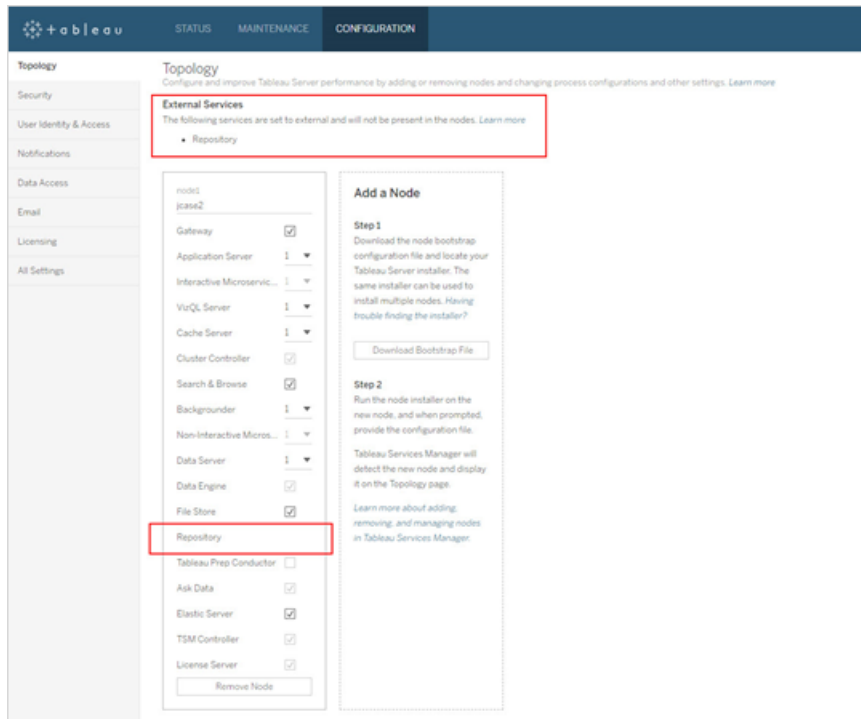 +ableau
STATUS MAINTENANCE CONFIGURATION
Topology
Security
User Identity & Access
Notifications
Data Access
Email
Licensing
All Settings
Topology
Configure and improve Tableau Server performance by adding or removing nodes and changing process configurations and other settings. Learn more
External Services
The following services are set to external and will not be present in the nodes. Learn more
• Repository
node1
jcase2
Gateway
Application Server 1
Interactive Microservic... 1
VizQL Server 1
Cache Server 1
Cluster Controller
Search & Browse
Backgrounder 1
Non-Interactive Micros... 1
Data Server 1
Data Engine
File Store
Repository
Tableau Prep Conductor
Ask Data
Elastic Server
TSM Controller
License Server
Remove Node
Add a Node
Step 1
Download the node bootstrap
configuration file and locate your
Tableau Server installer. The
same installer can be used to
install multiple nodes. Having
trouble finding the installer?
Download Bootstrap File
Step 2
Run the node installer on the
new node, and when prompted,
provide the configuration file.
Tableau Services Manager will
detect the new node and display
it on the Topology page.
Learn more about adding,
removing, and managing nodes
in Tableau Services Manager.